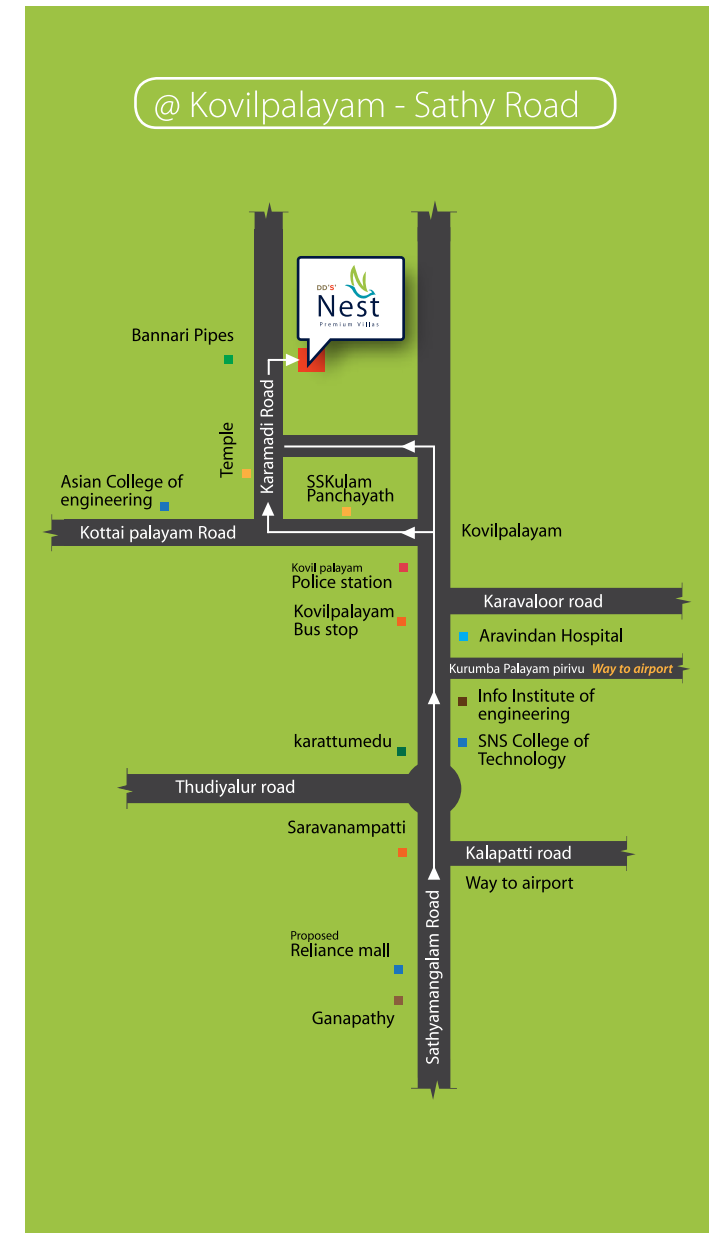 @ Kovilpalayam - Sathy Road
DD'S'
Nest
Premium Villas
Bannari Pipes
Karamadi Road
Temple
Asian College of
engineering
SSKulam
Panchayath
Kottai palayam Road
Kovilpalayam
Kovil palayam
Police station
Karavaloor road
Kovilpalayam
Bus stop
Aravindan Hospital
Kurumba Palayam pirivu Way to airport
Info Institute of
engineering
karattumedu
SNS College of
Technology
Thudiyalur road
Saravanampatti
Kalapatti road
Way to airport
Sathyamangalam Road
Proposed
Reliance mall
Ganapathy